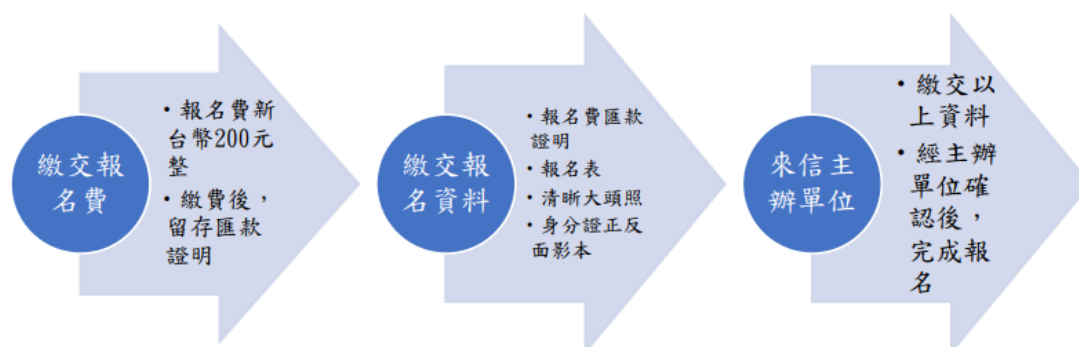 繳交報
名費
・報名費新
台幣200元
整
・繳費後，
留存匯款
證明
繳交報
名資料
・報名費匯款
證明
・報名表
・清晰大頭照
・身分證正反
面影本
來信主
辦單位
・繳交以
上資料
・經主辦
單位確
認後，
完成報
名